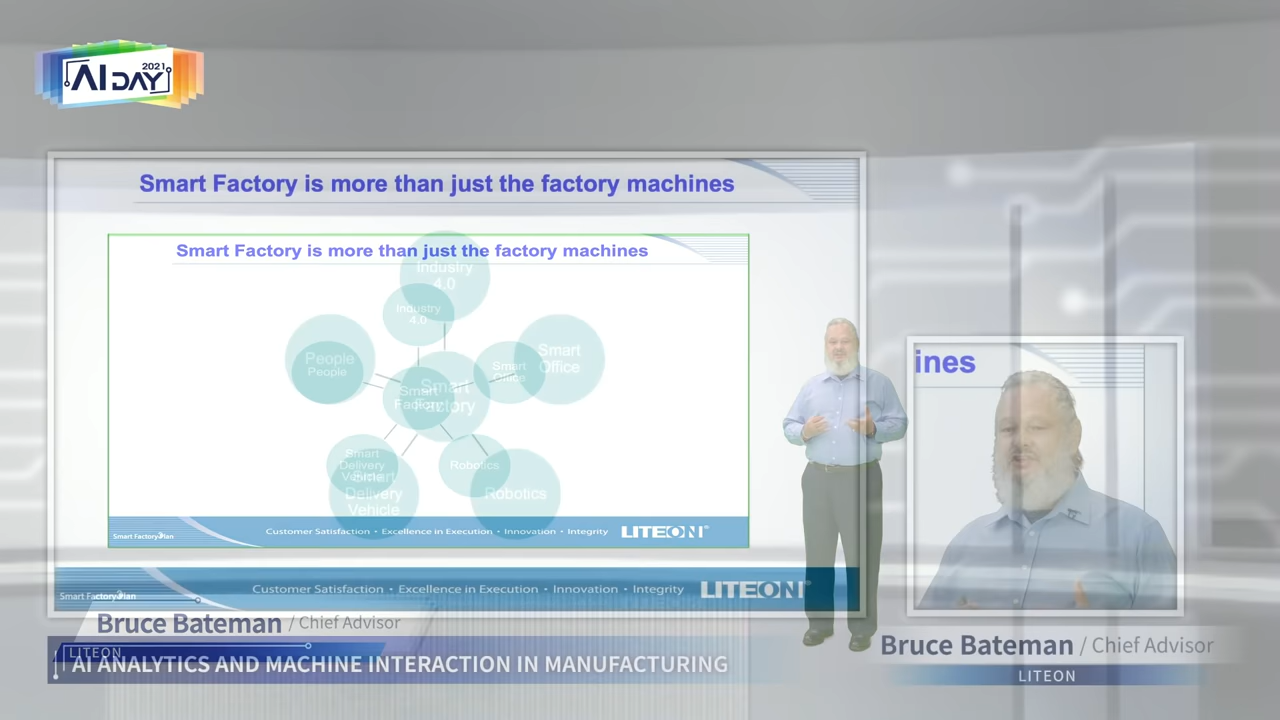 2021
AI DAY
Smart Factory is more than just the factory machines
Smart Factory is more than just the factory machines
Industry
4.0
Industry
4.0
People
People
Smart
Office
Smart
Office
Smart
Factory
Smart
Factory
Smart
Delivery
Vehicle
Smart
Delivery
Vehicle
Robotics
Robotics
Smart Factory Plan
Customer Satisfaction • Excellence in Execution • Innovation • Integrity
LITEON®
Smart Factory Plan
Customer Satisfaction • Excellence in Execution • Innovation • Integrity
LITEON®
ines
Bruce Bateman / Chief Advisor
LITEON
AI ANALYTICS AND MACHINE INTERACTION IN MANUFACTURING
Bruce Bateman / Chief Advisor
LITEON